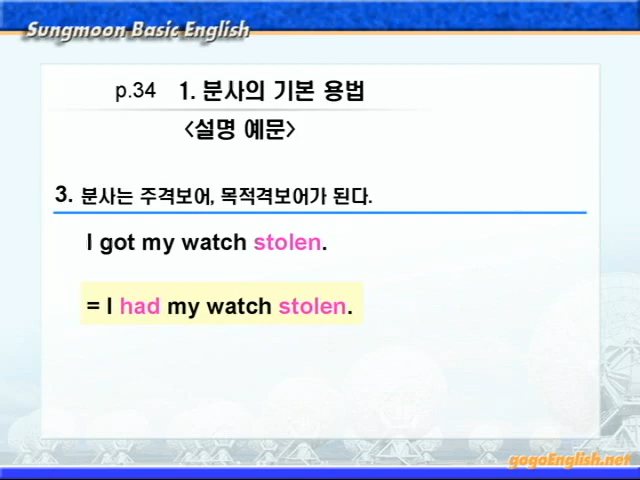 Sungmoon Basic English
p.34 1. 분사의 기본 용법
<설명 예문>
3. 분사는 주격보어, 목적격보어가 된다.
I got my watch stolen.
= I had my watch stolen.
gogoEnglish.net